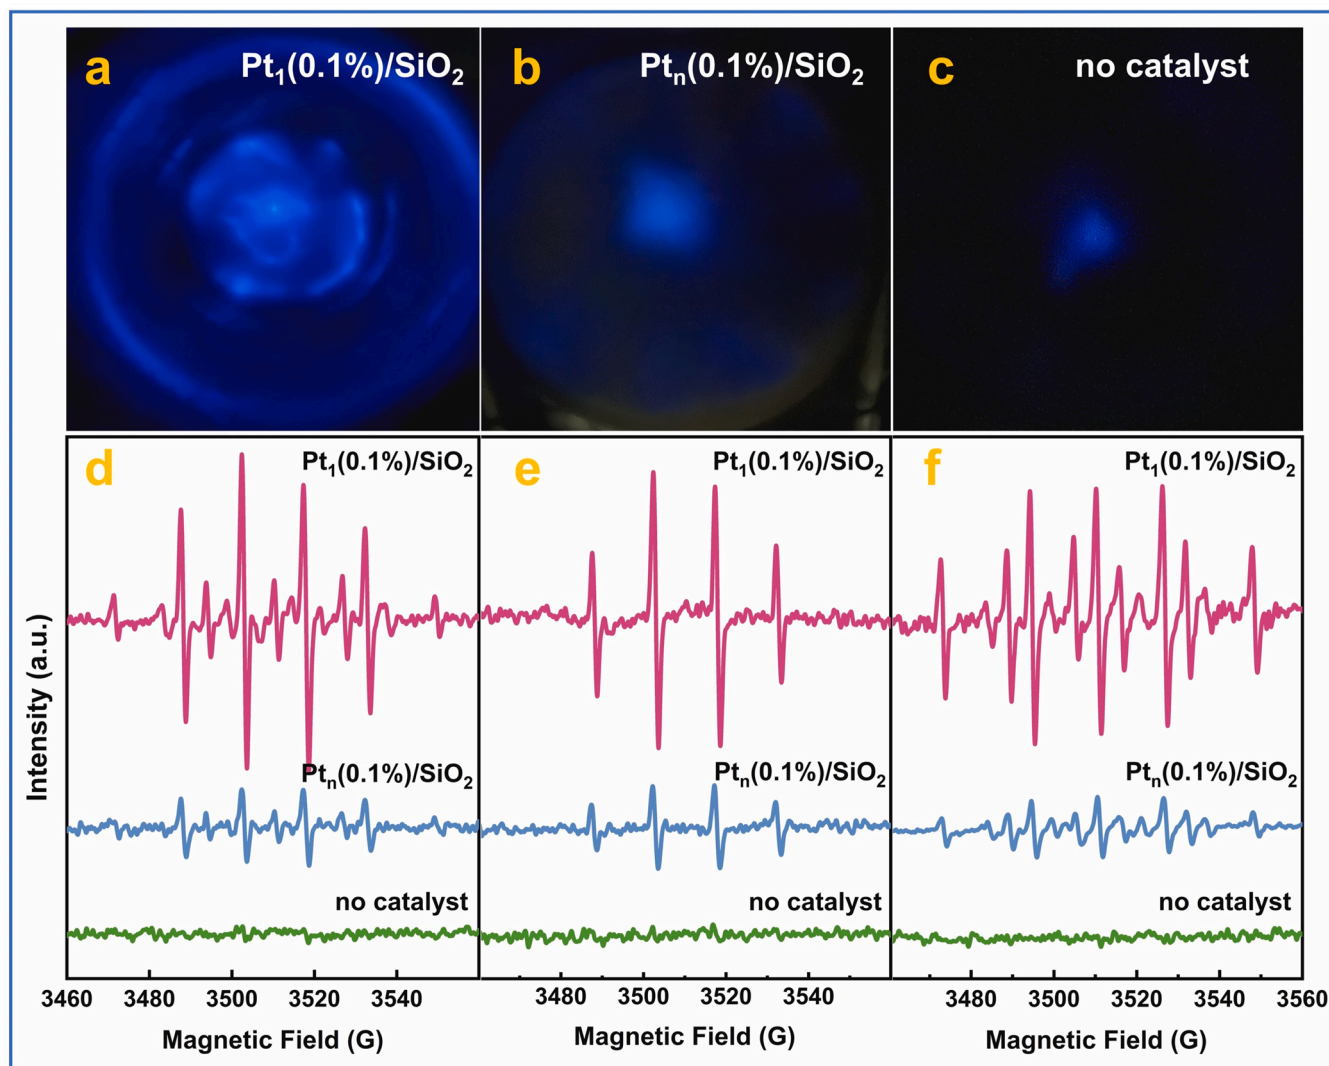 a
Pt₁(0.1%)/SiO₂
b
Ptₙ(0.1%)/SiO₂
c
no catalyst
d
Pt₁(0.1%)/SiO₂
Ptₙ(0.1%)/SiO₂
no catalyst
e
Pt₁(0.1%)/SiO₂
Ptₙ(0.1%)/SiO₂
no catalyst
f
Pt₁(0.1%)/SiO₂
Ptₙ(0.1%)/SiO₂
no catalyst
Intensity (a.u.)
3460 3480 3500 3520 3540
3480 3500 3520 3540
3480 3500 3520 3540 3560
Magnetic Field (G)
Magnetic Field (G)
Magnetic Field (G)